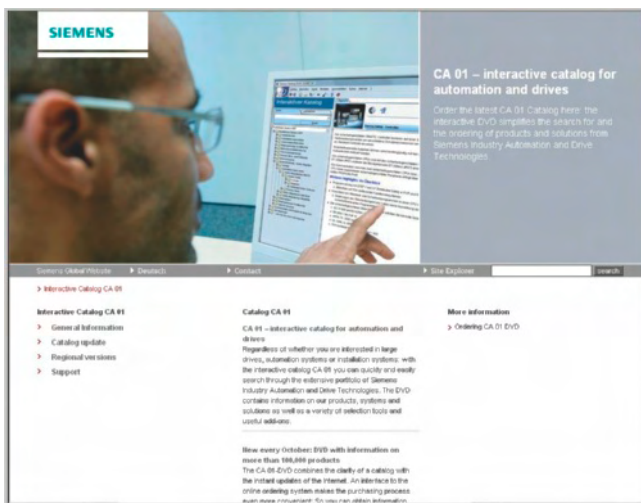 SIEMENS
CA 01 – interactive catalog for
automation and drives
Order the latest CA 01 Catalog here: the
interactive DVD simplifies the search for and
the ordering of products and solutions from
Siemens Industry Automation and Drive
Technologies
Siemens Global Website
Deutsch
Contact
Site Explorer
search
Interactive Catalog CA 01
Interactive Catalog CA 01
General Information
Catalog update
Regional versions
Support
Catalog CA 01
CA 01 – interactive catalog for automation and
drives
Regardless of whether you are interested in large
drives, automation systems or installation systems: with
the interactive catalog CA 01 you can quickly and easily
search through the extensive portfolio of Siemens
Industry Automation and Drive Technologies. The DVD
contains information on our products, systems and
solutions as well as a variety of selection tools and
useful add-ons.
New every October: DVD with information on
more than 100,000 products
The CA 01-DVD combines the clarity of a catalog with
the instant updates of the Internet. An interface to the
online ordering system makes the purchasing process
even more convenient: So you can obtain information
More information
Ordering CA 01 DVD